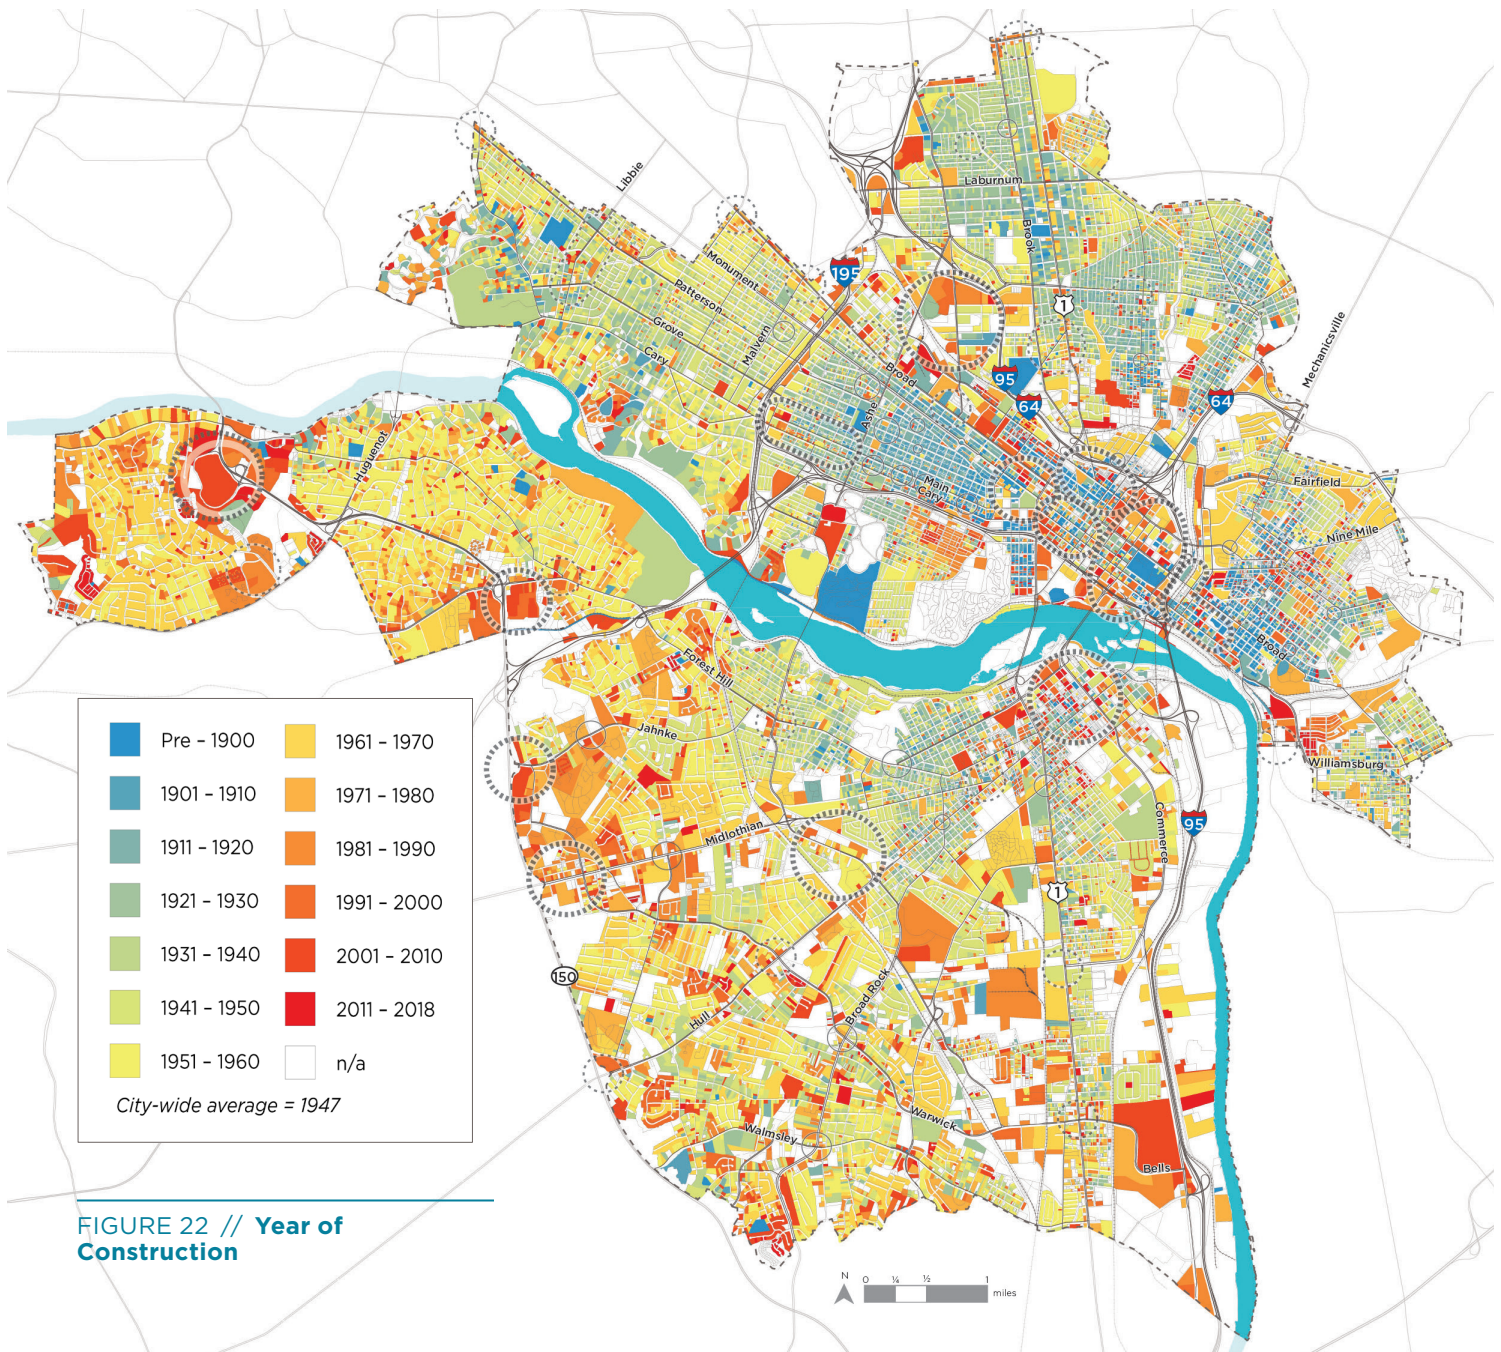 Libbie
Laburnum
Brook
195
Monument
Patterson
Grove
Cary
Malvern
1
Mechanicsville
Broad
95
64
64
Ashe
Huguenot
Main
Cary
Fairfield
Nine Mile
Broad
Forest Hill
Jahnke
Williamsburg
Midlothian
Commerce
95
1
150
Broad Rock
Hull
Warwick
Walmsley
Bells
Pre – 1900
1901 – 1910
1911 – 1920
1921 – 1930
1931 – 1940
1941 – 1950
1951 – 1960
1961 – 1970
1971 – 1980
1981 – 1990
1991 – 2000
2001 – 2010
2011 – 2018
n/a
City-wide average = 1947
FIGURE 22 // Year of
Construction
N
0 ¼ ½ 1
miles